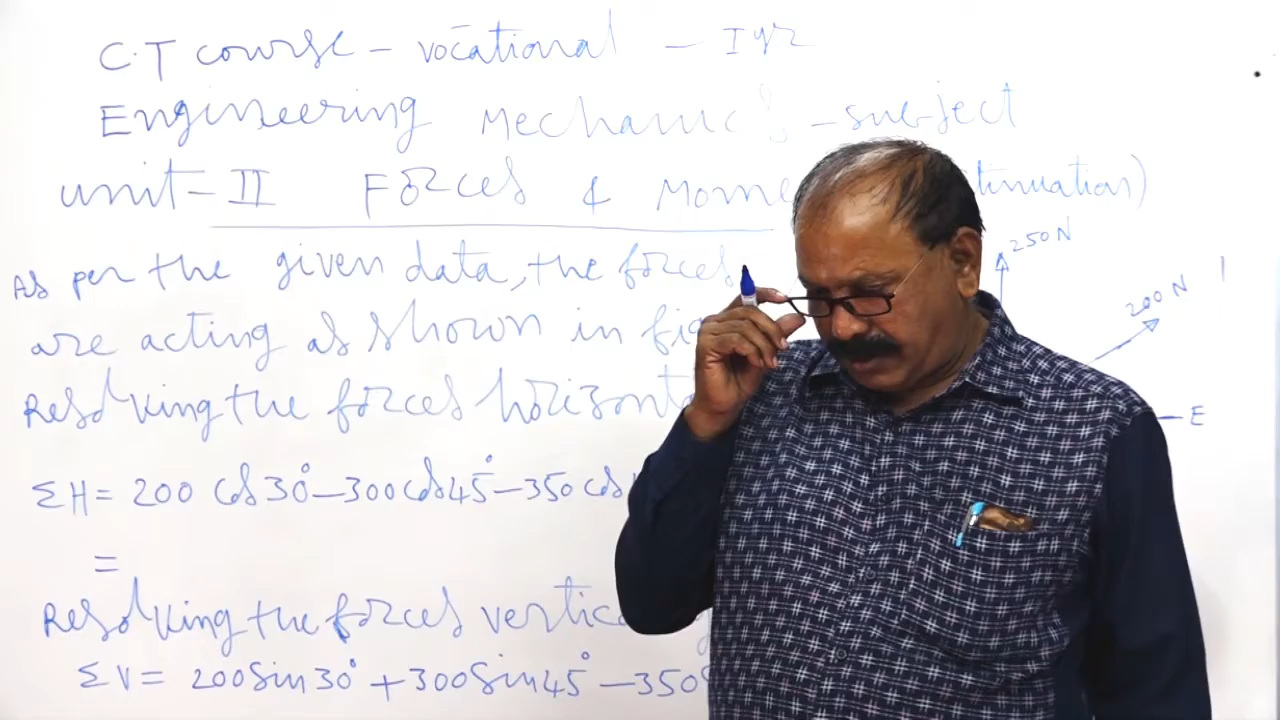 C.T course - vocational - I yr
Engineering Mechanic - subject
unit-II Forces & Mome tinuation)
As per the given data, the forces
are acting as shown in fig
Resolving the forces horizonta
ΣH = 200 cos 30° - 300 cos 45° - 350 cos
=
Resolving the forces vertica
ΣV = 200 sin 30° + 300 sin 45° - 350
250 N
200 N
E